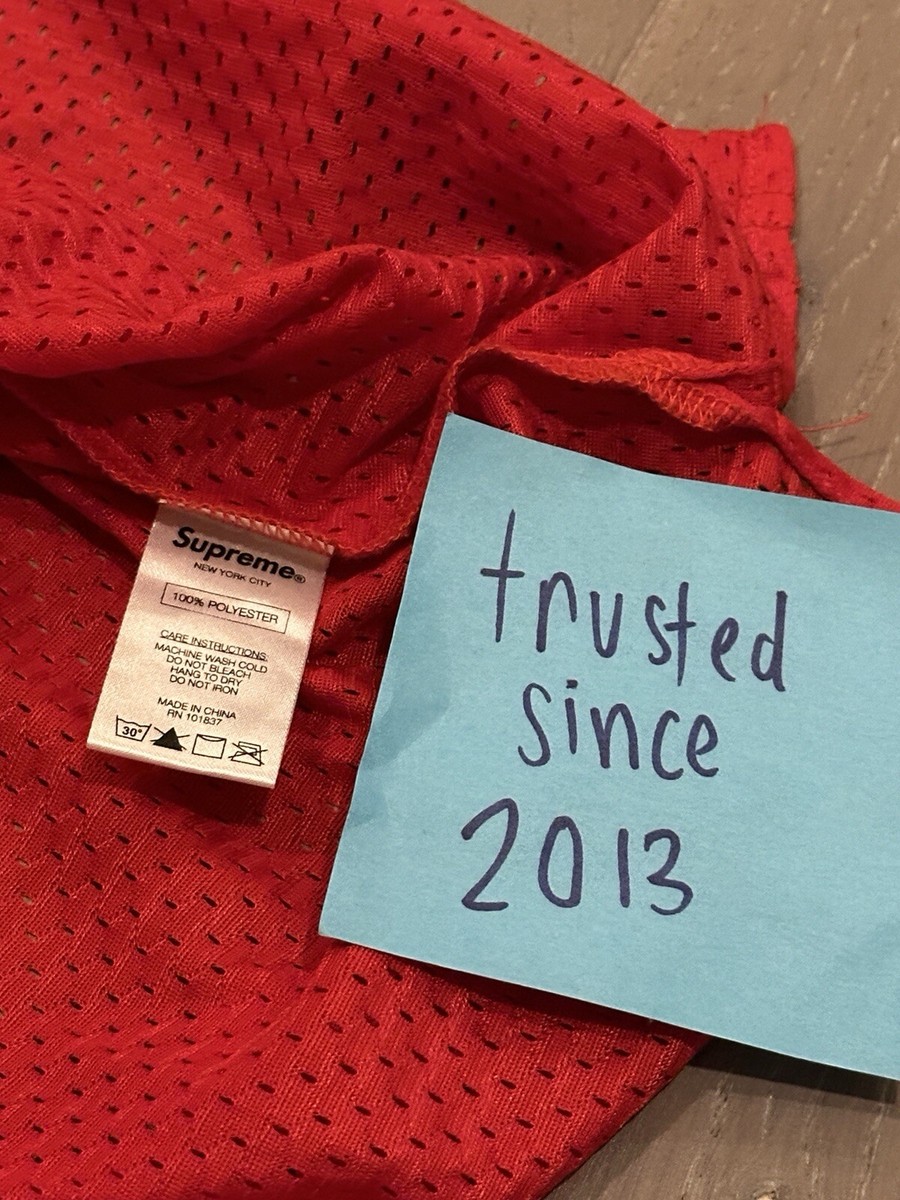 Supreme®
NEW YORK CITY
100% POLYESTER
CARE INSTRUCTIONS:
MACHINE WASH COLD
DO NOT BLEACH
HANG TO DRY
DO NOT IRON
MADE IN CHINA
RN 101837
30°
trusted
since
2013